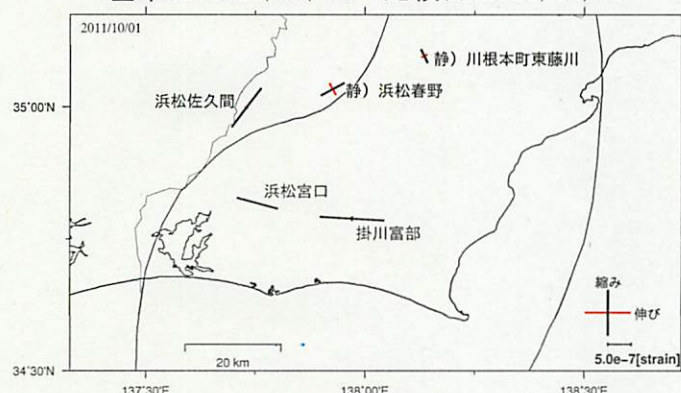 2011/10/01
静）川根本町東藤川
浜松佐久間
静）浜松春野
35°00'N
浜松宮口
掛川富部
縮み
伸び
5.0e-7[strain]
20 km
34°30'N
137°30'E
138°00'E
138°30'E